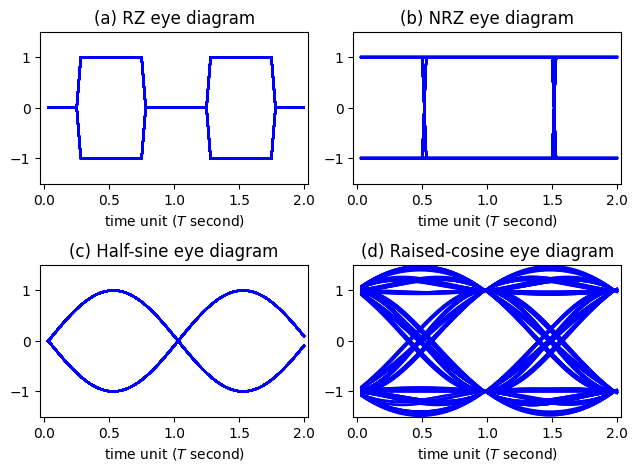 (a) RZ eye diagram
1
0
−1
0.0 0.5 1.0 1.5 2.0
time unit (T second)
(b) NRZ eye diagram
1
0
−1
0.0 0.5 1.0 1.5 2.0
time unit (T second)
(c) Half-sine eye diagram
1
0
−1
0.0 0.5 1.0 1.5 2.0
time unit (T second)
(d) Raised-cosine eye diagram
1
0
−1
0.0 0.5 1.0 1.5 2.0
time unit (T second)